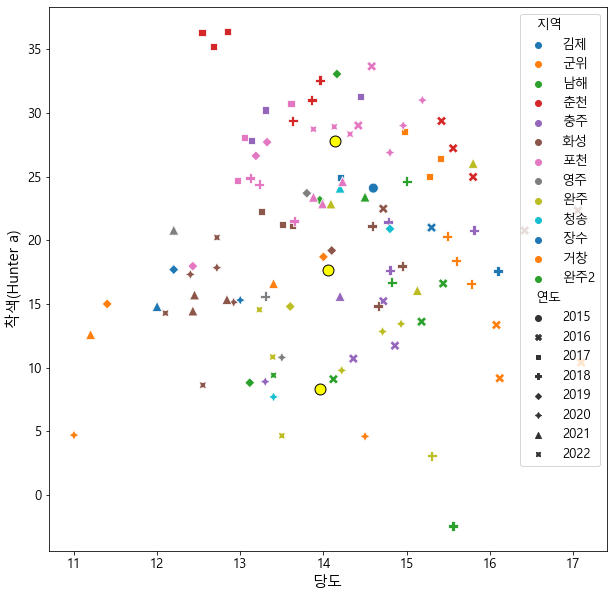 착색(Hunter a)
35
30
25
20
15
10
5
0
11 12 13 14 15 16 17
당도
지역
김제
군위
남해
춘천
충주
화성
포천
영주
완주
청송
장수
거창
완주2
연도
2015
2016
2017
2018
2019
2020
2021
2022